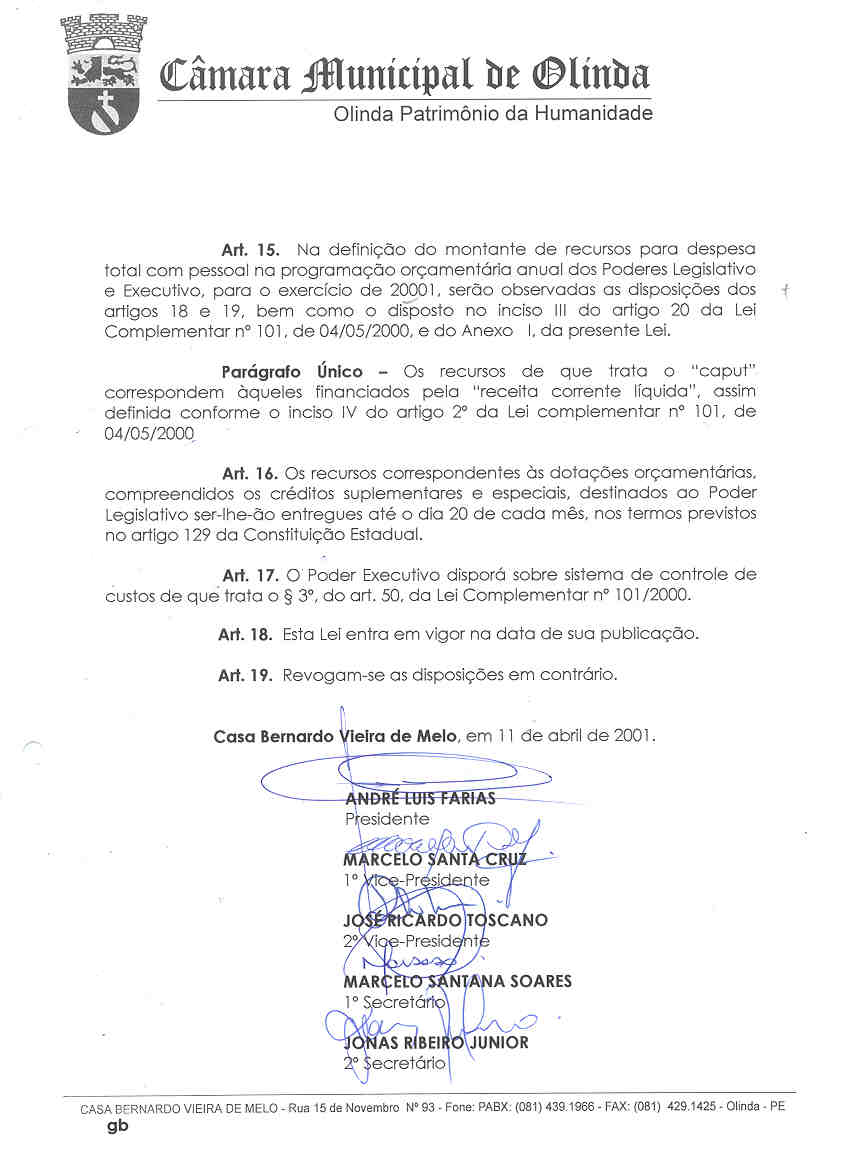 Câmara Municipal de Olinda
Olinda Patrimônio da Humanidade
Art. 15. Na definição do montante de recursos para despesa
total com pessoal na programação orçamentária anual dos Poderes Legislativo
e Executivo, para o exercício de 20001, serão observadas as disposições dos
artigos 18 e 19, bem como o disposto no inciso III do artigo 20 da Lei
Complementar nº 101, de 04/05/2000, e do Anexo I, da presente Lei.
Parágrafo Único – Os recursos de que trata o "caput"
correspondem àqueles financiados pela "receita corrente líquida", assim
definida conforme o inciso IV do artigo 2º da Lei complementar nº 101, de
04/05/2000
Art. 16. Os recursos correspondentes às dotações orçamentárias,
compreendidos os créditos suplementares e especiais, destinados ao Poder
Legislativo ser-lhe-ão entregues até o dia 20 de cada mês, nos termos previstos
no artigo 129 da Constituição Estadual.
Art. 17. O Poder Executivo disporá sobre sistema de controle de
custos de que trata o § 3º, do art. 50, da Lei Complementar nº 101/2000.
Art. 18. Esta Lei entra em vigor na data de sua publicação.
Art. 19. Revogam-se as disposições em contrário.
Casa Bernardo Vieira de Melo, em 11 de abril de 2001.
ANDRÉ LUIS FARIAS
Presidente
MARCELO SANTA CRUZ
1º Vice-Presidente
JOSÉ RICARDO TOSCANO
2º Vice-Presidente
MARCELO SANTANA SOARES
1º Secretário
JONAS RIBEIRO JUNIOR
2º Secretário
CASA BERNARDO VIEIRA DE MELO - Rua 15 de Novembro Nº 93 - Fone: PABX: (081) 439.1966 - FAX: (081) 429.1425 - Olinda - PE
gb